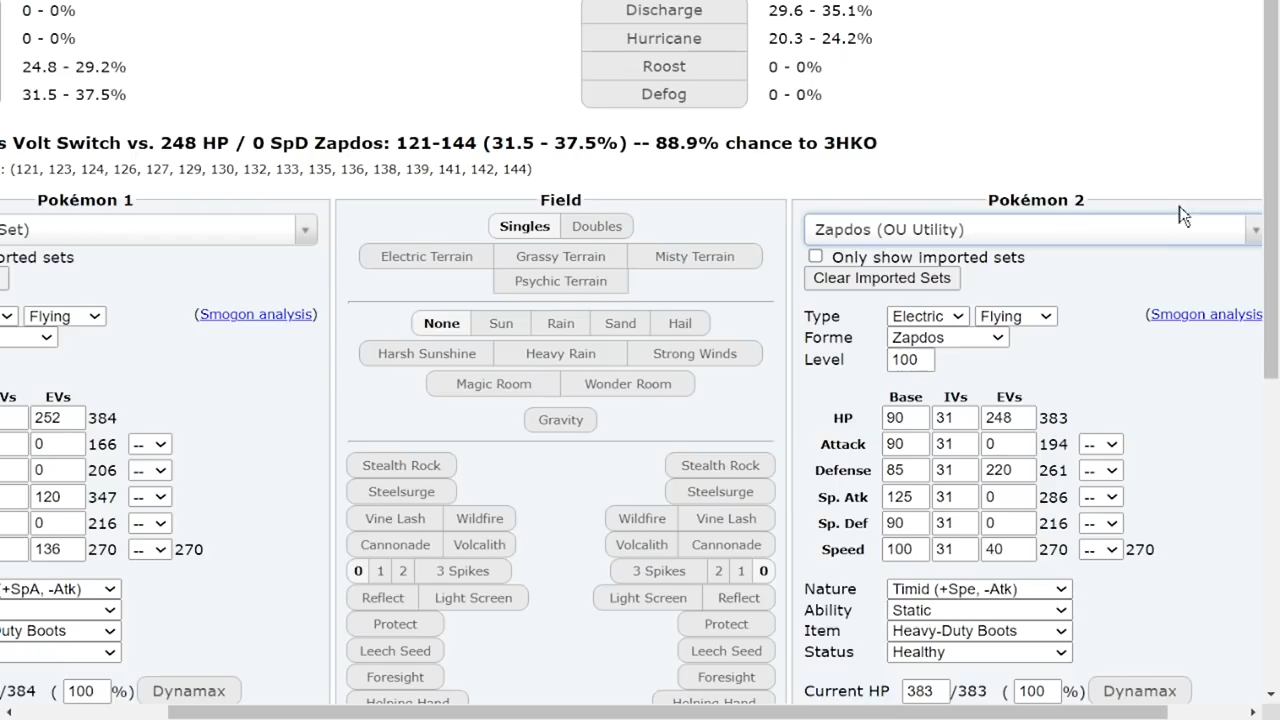 0 - 0% Discharge 29.6 - 35.1%
0 - 0% Hurricane 20.3 - 24.2%
24.8 - 29.2% Roost 0 - 0%
31.5 - 37.5% Defog 0 - 0%
s Volt Switch vs. 248 HP / 0 SpD Zapdos: 121-144 (31.5 - 37.5%) -- 88.9% chance to 3HKO
: (121, 123, 124, 126, 127, 129, 130, 132, 133, 135, 136, 138, 139, 141, 142, 144)
Pokémon 1 Field Pokémon 2
Set) Singles Doubles Zapdos (OU Utility)
orted sets Electric Terrain Grassy Terrain Misty Terrain Only show imported sets
Psychic Terrain Clear Imported Sets
Flying (Smogon analysis) None Sun Rain Sand Hail Type Electric Flying (Smogon analysis
Forme Zapdos
Harsh Sunshine Heavy Rain Strong Winds Level 100
Magic Room Wonder Room
Vs EVs Base IVs EVs
252 384 Gravity HP 90 31 248 383
0 166 -- Attack 90 31 0 194 --
0 206 -- Stealth Rock Stealth Rock Defense 85 31 220 261 --
120 347 -- Steelsurge Steelsurge Sp. Atk 125 31 0 286 --
0 216 -- Vine Lash Wildfire Wildfire Vine Lash Sp. Def 90 31 0 216 --
136 270 -- 270 Cannonade Volcalith Volcalith Cannonade Speed 100 31 40 270 -- 270
0 1 2 3 Spikes 3 Spikes 2 1 0
+SpA, -Atk) Reflect Light Screen Light Screen Reflect Nature Timid (+Spe, -Atk)
Protect Protect Ability Static
uty Boots Leech Seed Leech Seed Item Heavy-Duty Boots
Foresight Foresight Status Healthy
/384 ( 100 %) Dynamax Helping Hand Helping Hand Current HP 383 /383 ( 100 %) Dynamax